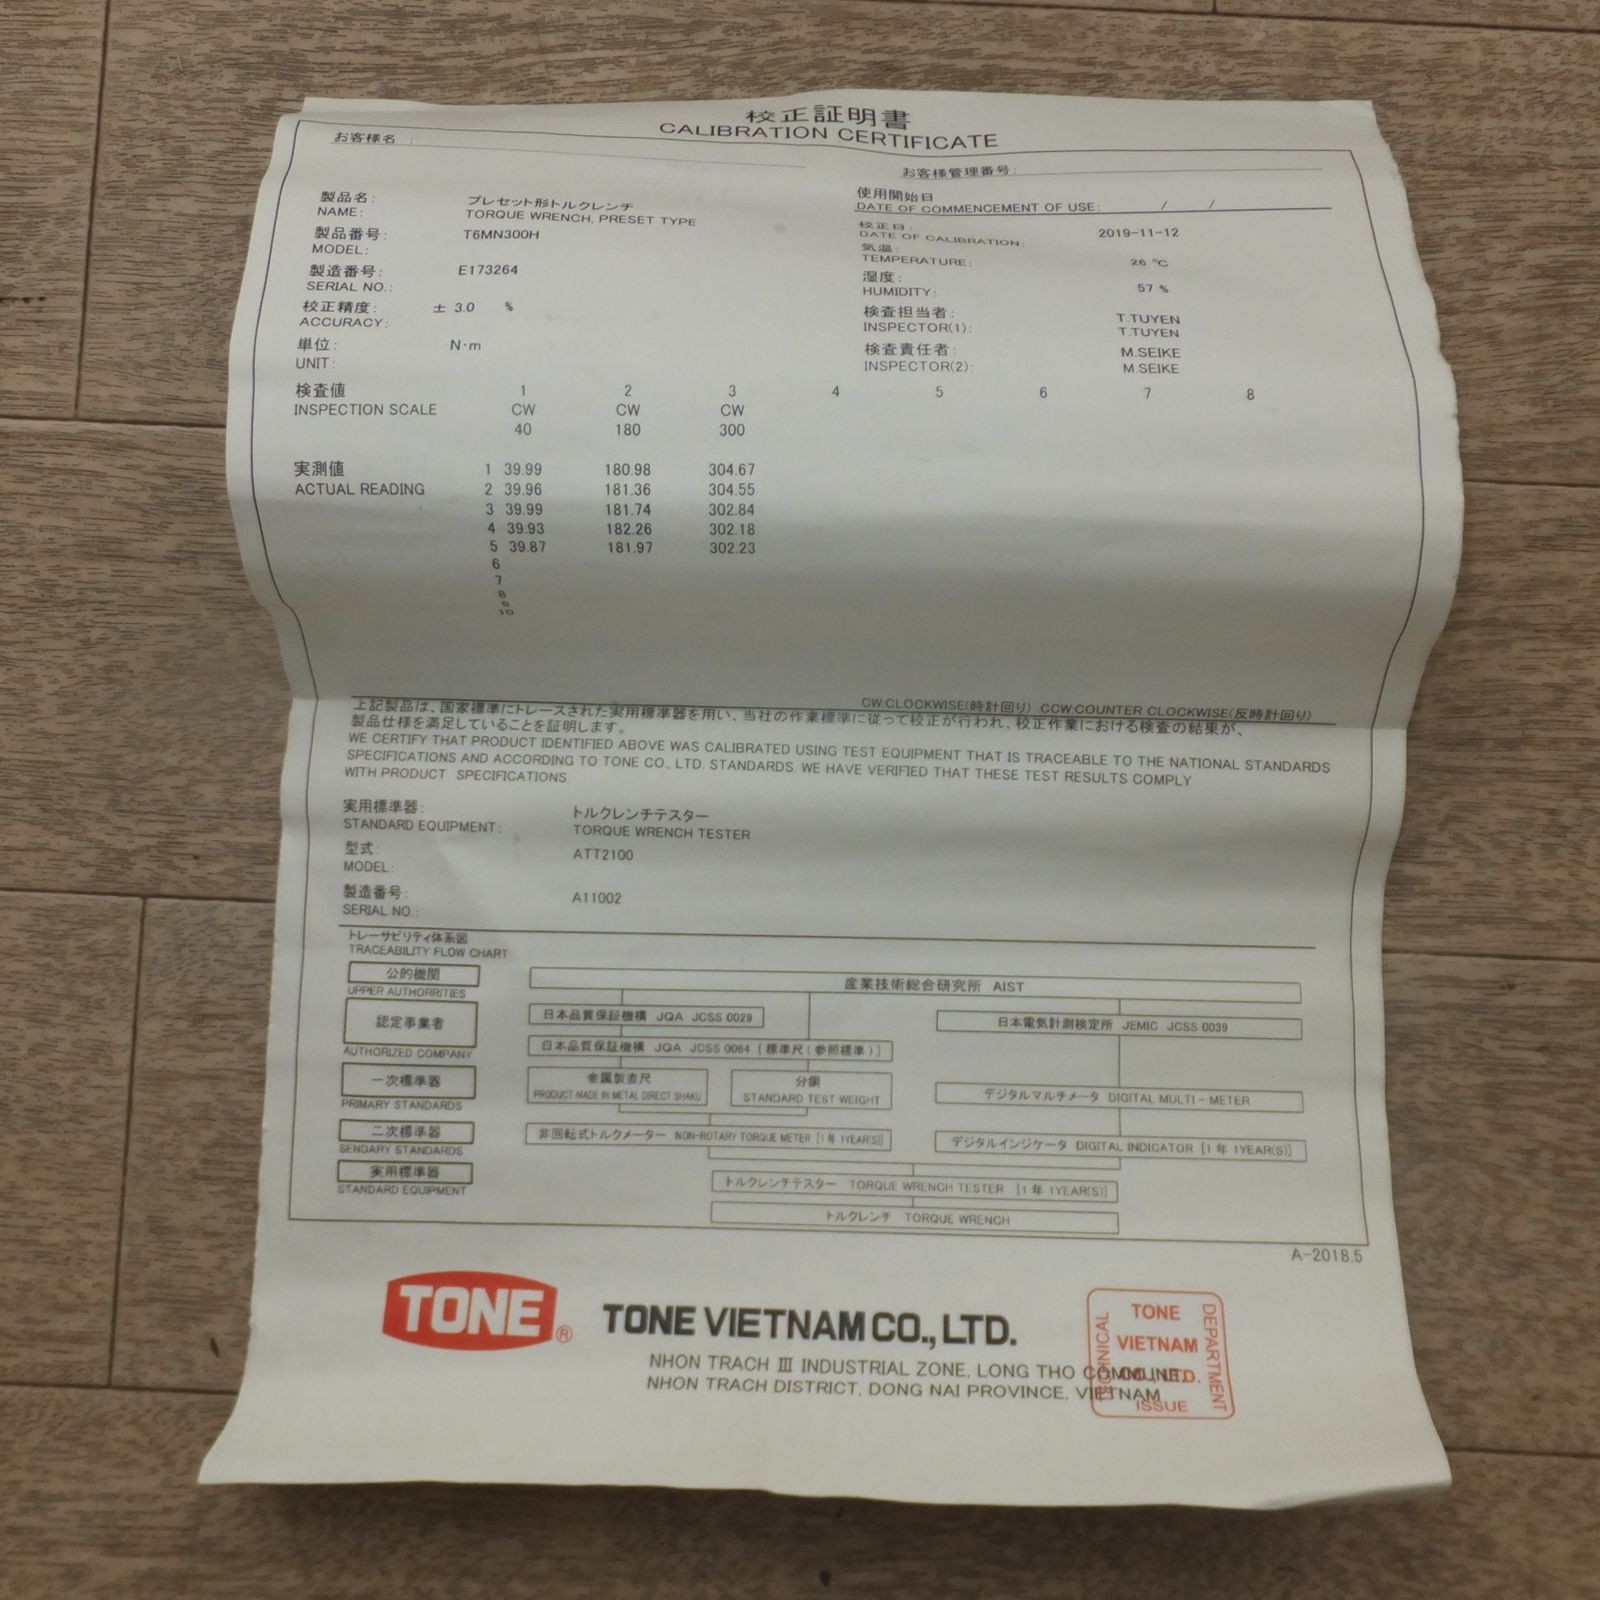 校正証明書
CALIBRATION CERTIFICATE
お客様名 :
お客様管理番号:
製品名: プレセット形トルクレンチ
NAME: TORQUE WRENCH, PRESET TYPE
製品番号: T6MN300H
MODEL:
製造番号: E173264
SERIAL NO.:
校正精度: ± 3.0 %
ACCURACY:
単位: N·m
UNIT:
使用開始日
DATE OF COMMENCEMENT OF USE: / /
校正日: 2019-11-12
DATE OF CALIBRATION:
気温:
TEMPERATURE: 26 °C
湿度:
HUMIDITY: 57 %
検査担当者: T.TUYEN
INSPECTOR(1): T.TUYEN
検査責任者: M.SEIKE
INSPECTOR(2): M.SEIKE
検査値 1 2 3 4 5 6 7 8
INSPECTION SCALE CW CW CW
40 180 300
実測値 1 39.99 180.98 304.67
ACTUAL READING 2 39.96 181.36 304.55
3 39.99 181.74 302.84
4 39.93 182.26 302.18
5 39.87 181.97 302.23
6
7
8
9
10
CW:CLOCKWISE(時計回り) CCW:COUNTER CLOCKWISE(反時計回り)
上記製品は、国家標準にトレースされた実用標準器を用い、当社の作業標準に従って校正が行われ、校正作業における検査の結果が、
製品仕様を満足していることを証明します。
WE CERTIFY THAT PRODUCT IDENTIFIED ABOVE WAS CALIBRATED USING TEST EQUIPMENT THAT IS TRACEABLE TO THE NATIONAL STANDARDS
SPECIFICATIONS AND ACCORDING TO TONE CO., LTD. STANDARDS. WE HAVE VERIFIED THAT THESE TEST RESULTS COMPLY
WITH PRODUCT SPECIFICATIONS.
実用標準器: トルクレンチテスター
STANDARD EQUIPMENT: TORQUE WRENCH TESTER
型式: ATT2100
MODEL:
製造番号: A11002
SERIAL NO.:
トレーサビリティ体系図
TRACEABILITY FLOW CHART
公的機関 産業技術総合研究所 AIST
UPPER AUTHORRITIES
認定事業者 日本品質保証機構 JQA JCSS 0029 日本電気計測検定所 JEMIC JCSS 0039
日本品質保証機構 JQA JCSS 0064 [ 標準尺 ( 参照標準 ) ]
AUTHORIZED COMPANY
一次標準器 金属製直尺 分銅 デジタルマルチメータ DIGITAL MULTI-METER
PRODUCT MADE IN METAL DIRECT SHAKU STANDARD TEST WEIGHT
PRIMARY STANDARDS
二次標準器 非回転式トルクメーター NON-ROTARY TORQUE METER [1 年 1YEAR(S)] デジタルインジケータ DIGITAL INDICATOR [1 年 1YEAR(S)]
SENDARY STANDARDS
実用標準器 トルクレンチテスター TORQUE WRENCH TESTER [1 年 1YEAR(S)]
STANDARD EQUIPMENT
トルクレンチ TORQUE WRENCH
A-2018.5
TONE ®
TONE VIETNAM CO., LTD.
NHON TRACH III INDUSTRIAL ZONE, LONG THO COMMUNE,
NHON TRACH DISTRICT, DONG NAI PROVINCE, VIETNAM
TECHNICAL
TONE
VIETNAM
CO., LTD.
ISSUE
DEPARTMENT